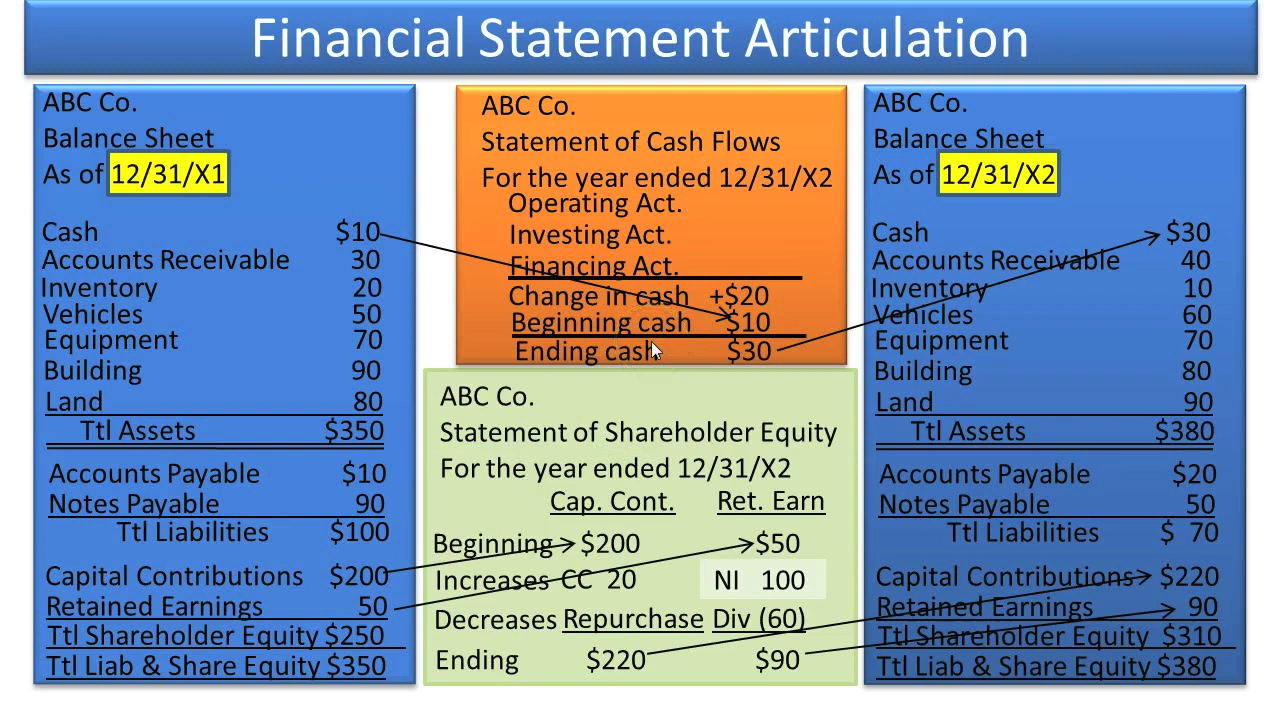 Financial Statement Articulation
ABC Co.
Balance Sheet
As of 12/31/X1
Cash $10
Accounts Receivable 30
Inventory 20
Vehicles 50
Equipment 70
Building 90
Land 80
Ttl Assets $350
Accounts Payable $10
Notes Payable 90
Ttl Liabilities $100
Capital Contributions $200
Retained Earnings 50
Ttl Shareholder Equity $250
Ttl Liab & Share Equity $350
ABC Co.
Statement of Cash Flows
For the year ended 12/31/X2
Operating Act.
Investing Act.
Financing Act.
Change in cash +$20
Beginning cash $10
Ending cash $30
ABC Co.
Statement of Shareholder Equity
For the year ended 12/31/X2
Cap. Cont. Ret. Earn
Beginning $200 $50
Increases CC 20 NI 100
Decreases Repurchase Div (60)
Ending $220 $90
ABC Co.
Balance Sheet
As of 12/31/X2
Cash $30
Accounts Receivable 40
Inventory 10
Vehicles 60
Equipment 70
Building 80
Land 90
Ttl Assets $380
Accounts Payable $20
Notes Payable 50
Ttl Liabilities $ 70
Capital Contributions $220
Retained Earnings 90
Ttl Shareholder Equity $310
Ttl Liab & Share Equity $380